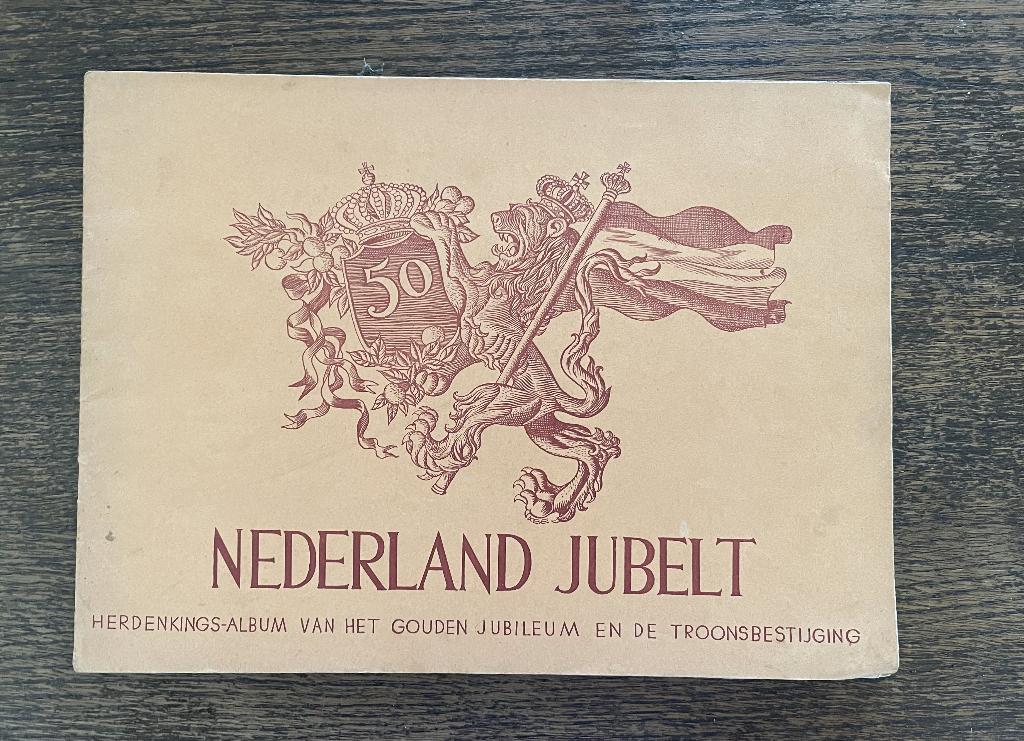 50
NEDERLAND JUBELT
HERDENKINGS-ALBUM VAN HET GOUDEN JUBILEUM EN DE TROONSBESTIJGING